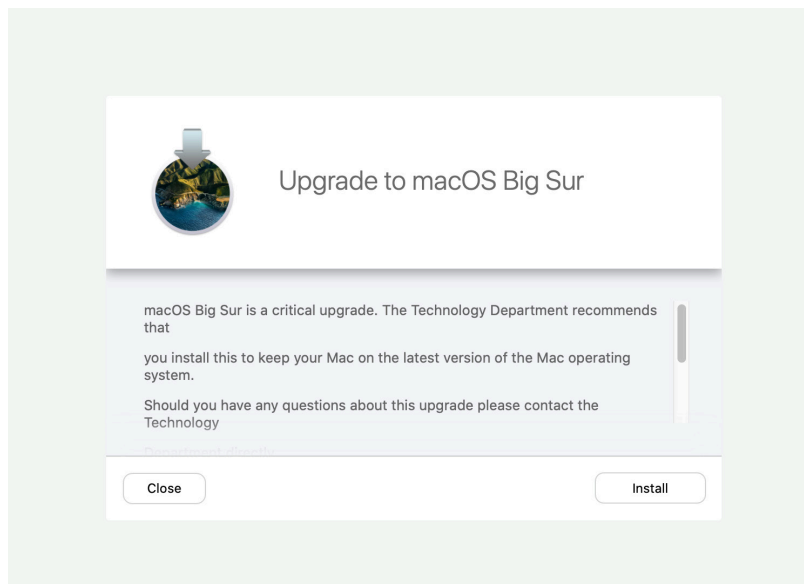 Upgrade to macOS Big Sur
macOS Big Sur is a critical upgrade. The Technology Department recommends
that
you install this to keep your Mac on the latest version of the Mac operating
system.
Should you have any questions about this upgrade please contact the
Technology
Department directly.
Close
Install